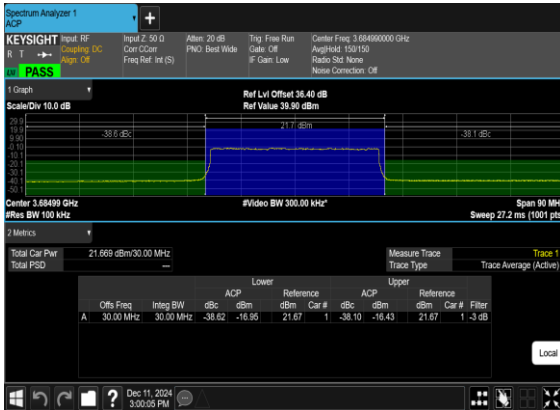 Spectrum Analyzer 1
ACP
+
KEYSIGHT Input: RF Input Z: 50 Ω Atten: 20 dB Trig: Free Run Center Freq: 3.684990000 GHz
R T Coupling: DC Corr CCorr PNO: Best Wide Gate: Off Avg|Hold: 150/150
Align: Off Freq Ref: Int (S) IF Gain: Low Radio Std: None
PASS Noise Correction: Off
1 Graph
Ref Lvl Offset 36.40 dB
Scale/Div 10.0 dB Ref Value 39.90 dBm
29.9
19.9 21.7 dBm
9.90 -38.6 dBc -38.1 dBc
-0.10
-10.1
-20.1
-30.1
-40.1
-50.1
Center 3.68499 GHz #Video BW 300.00 kHz* Span 90 MH
#Res BW 100 kHz Sweep 27.2 ms (1001 pts
2 Metrics
Total Car Pwr 21.669 dBm/30.00 MHz Measure Trace Trace 1
Total PSD --- Trace Type Trace Average (Active)
Lower Upper
ACP Reference ACP Reference
Offs Freq Integ BW dBc dBm dBm Car # dBc dBm dBm Car # Filter
A 30.00 MHz 30.00 MHz -38.62 -16.95 21.67 1 -38.10 -16.43 21.67 1 -3 dB
Local
? Dec 11, 2024
3:00:05 PM